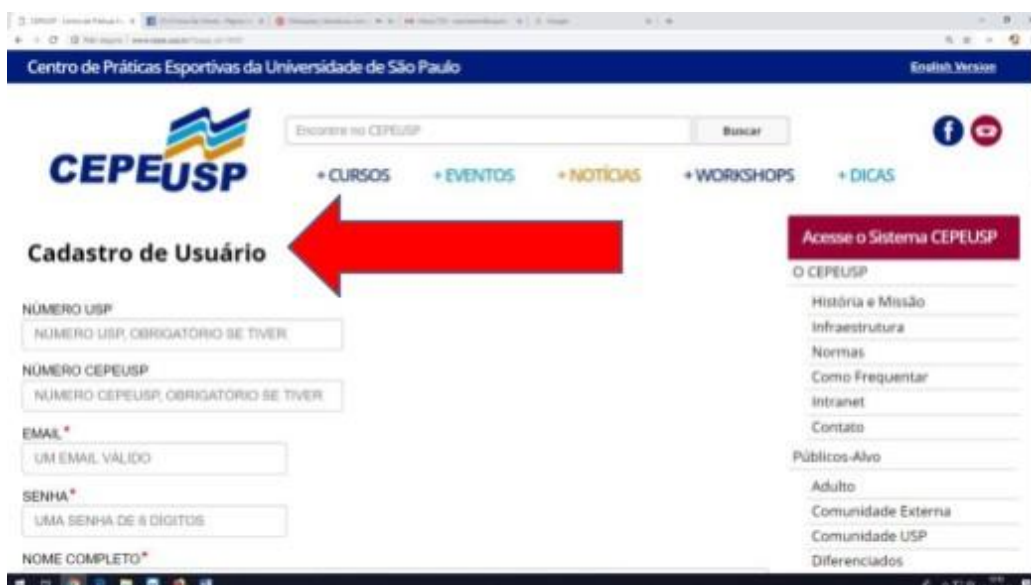 Centro de Práticas Esportivas da Universidade de São Paulo
English Version
CEPEUSP
Encontre no CEPEUSP
Buscar
+ CURSOS
+ EVENTOS
+ NOTÍCIAS
+ WORKSHOPS
+ DICAS
Cadastro de Usuário
NÚMERO USP
NÚMERO USP, OBRIGATÓRIO SE TIVER
NÚMERO CEPEUSP
NÚMERO CEPEUSP, OBRIGATÓRIO SE TIVER
EMAIL*
UM EMAIL VÁLIDO
SENHA*
UMA SENHA DE 6 DÍGITOS
NOME COMPLETO*
Acesse o Sistema CEPEUSP
O CEPEUSP
História e Missão
Infraestrutura
Normas
Como Frequentar
Intranet
Contato
Públicos-Alvo
Adulto
Comunidade Externa
Comunidade USP
Diferenciados